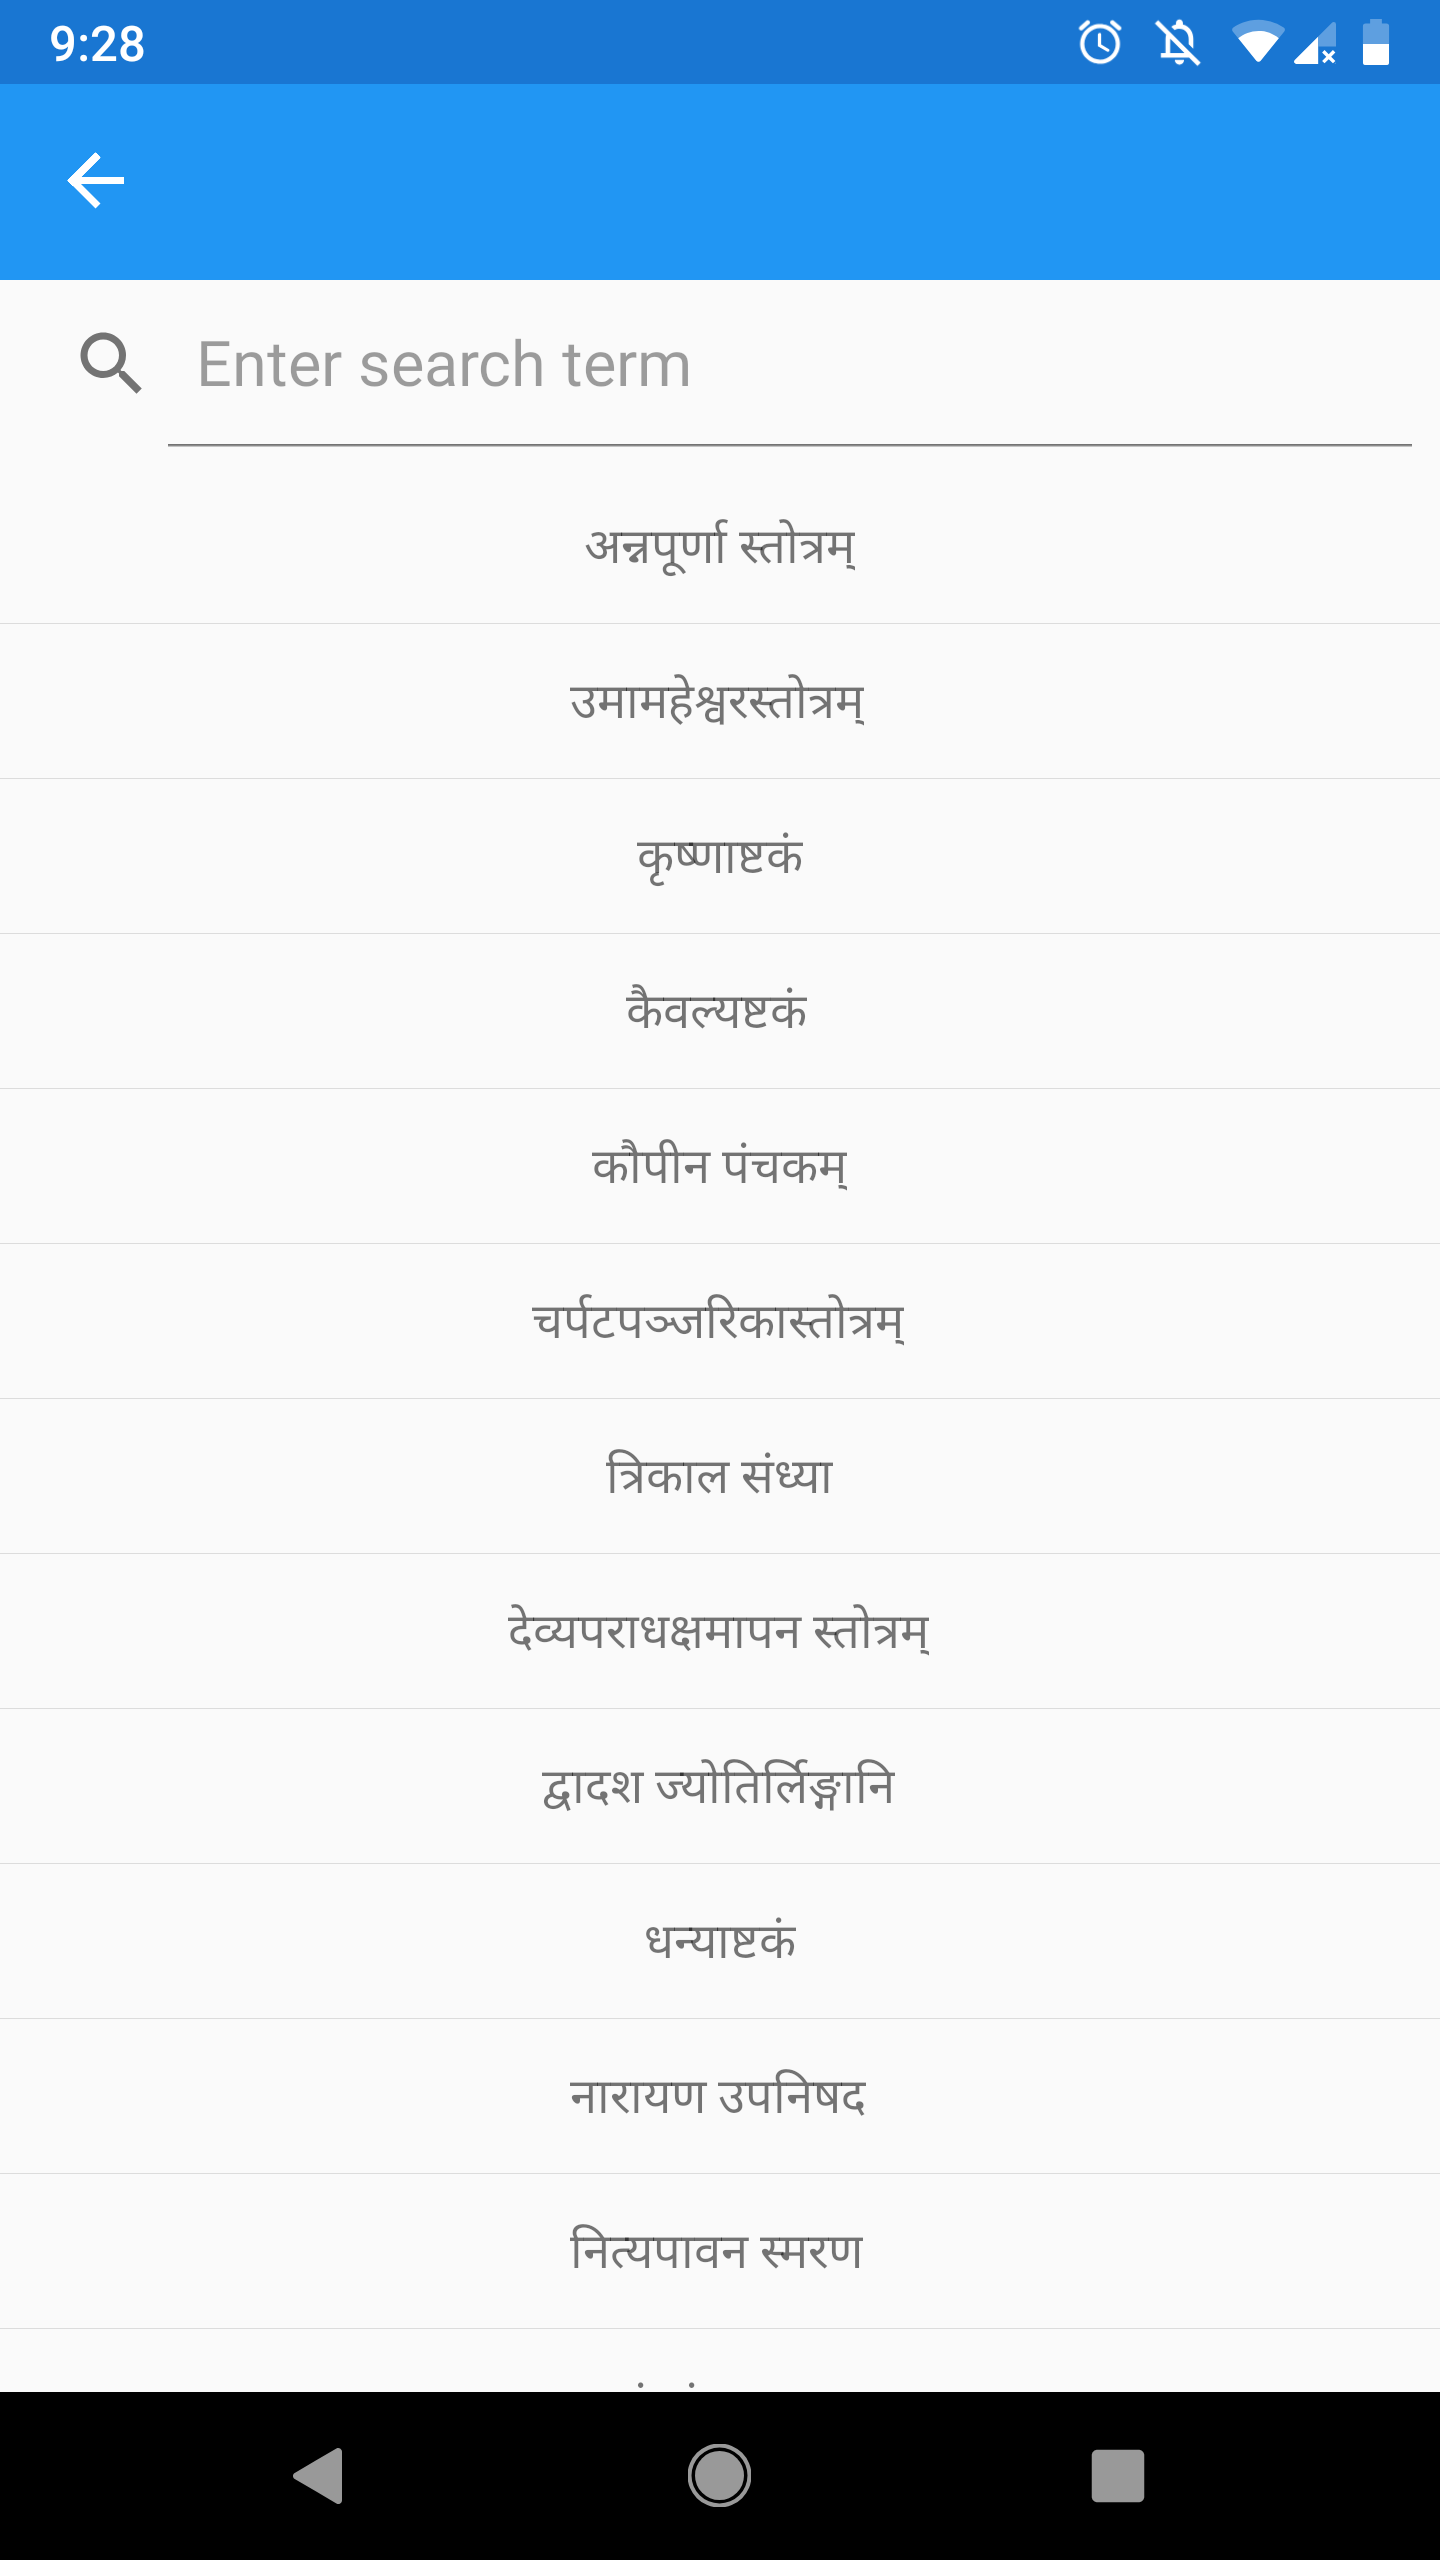 9:28
Enter search term
अन्नपूर्णा स्तोत्रम्
उमामहेश्वरस्तोत्रम्
कृष्णाष्टकं
कैवल्यष्टकं
कौपीन पंचकम्
चर्पटपञ्जरिकास्तोत्रम्
त्रिकाल संध्या
देव्यपराधक्षमापन स्तोत्रम्
द्वादश ज्योतिर्लिङ्गानि
धन्याष्टकं
नारायण उपनिषद
नित्यपावन स्मरण